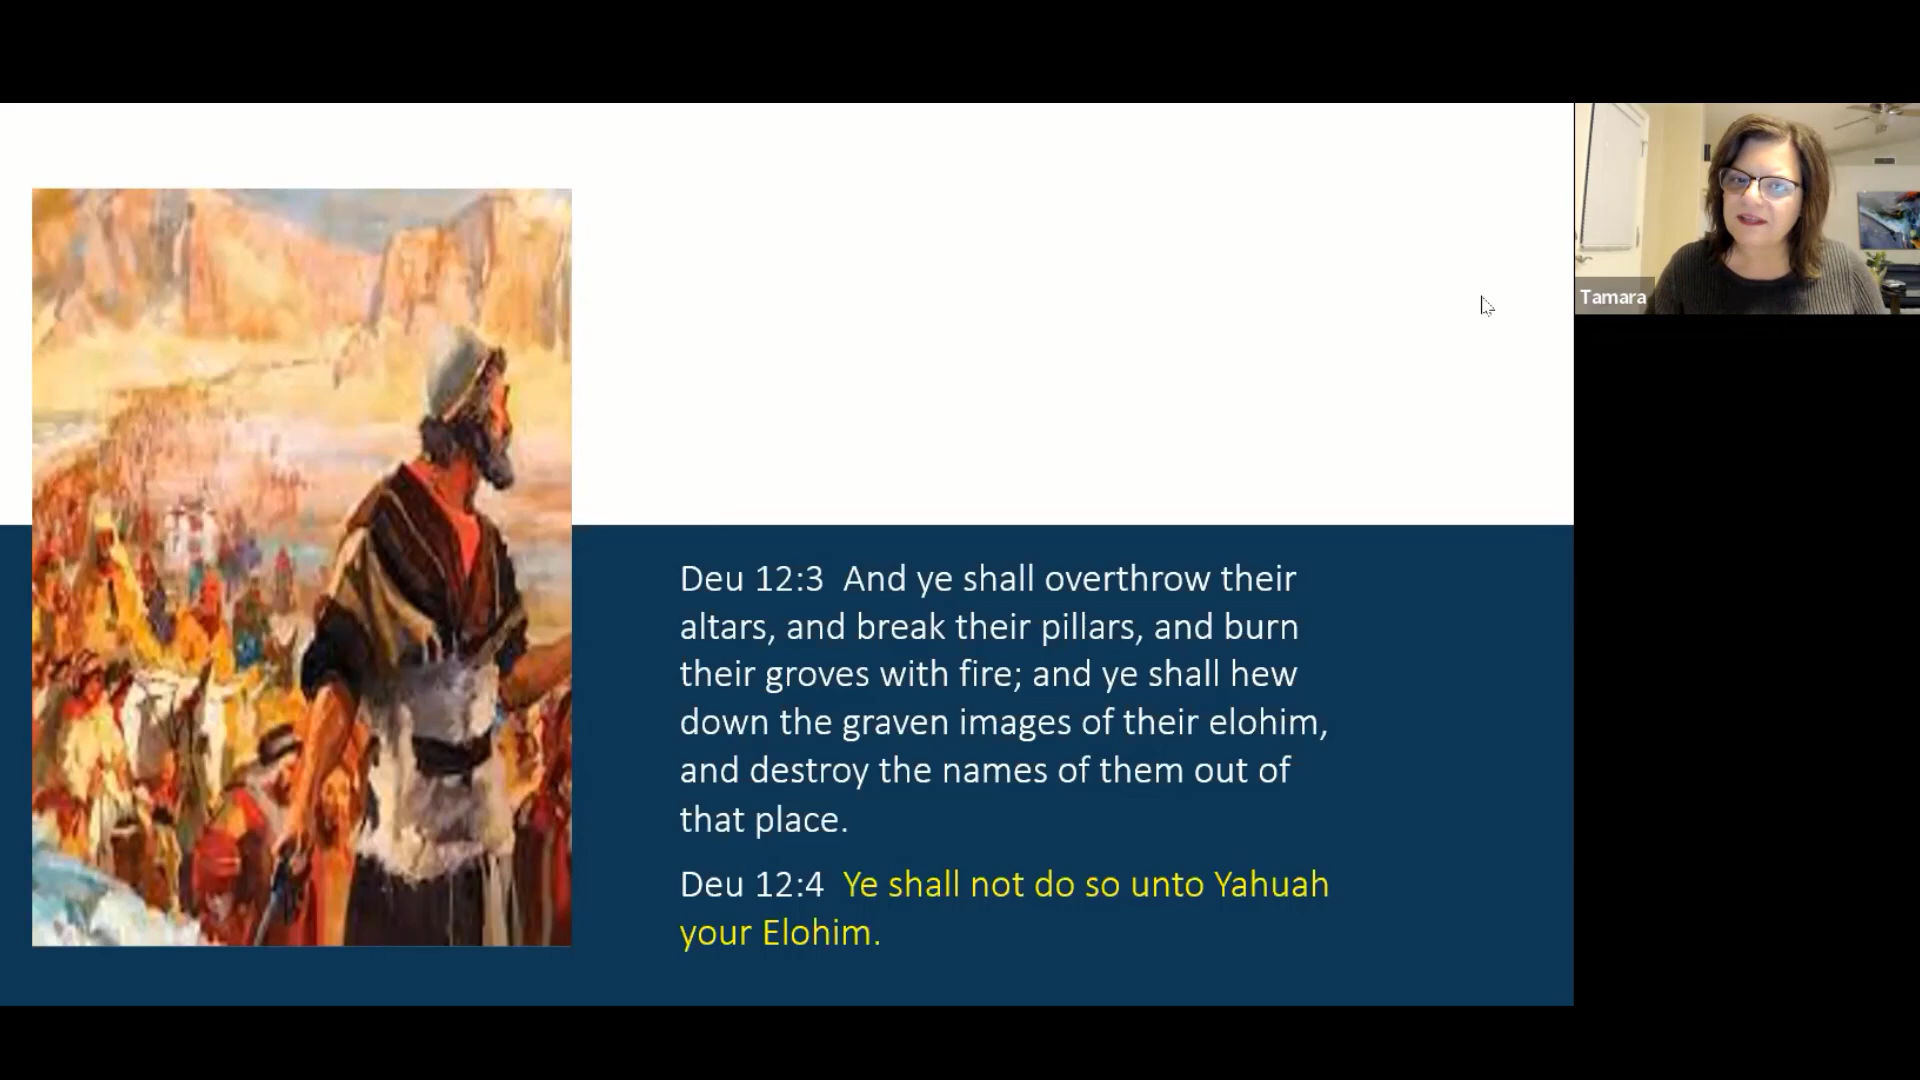 Tamara
Deu 12:3  And ye shall overthrow their
altars, and break their pillars, and burn
their groves with fire; and ye shall hew
down the graven images of their elohim,
and destroy the names of them out of
that place.
Deu 12:4  Ye shall not do so unto Yahuah
your Elohim.